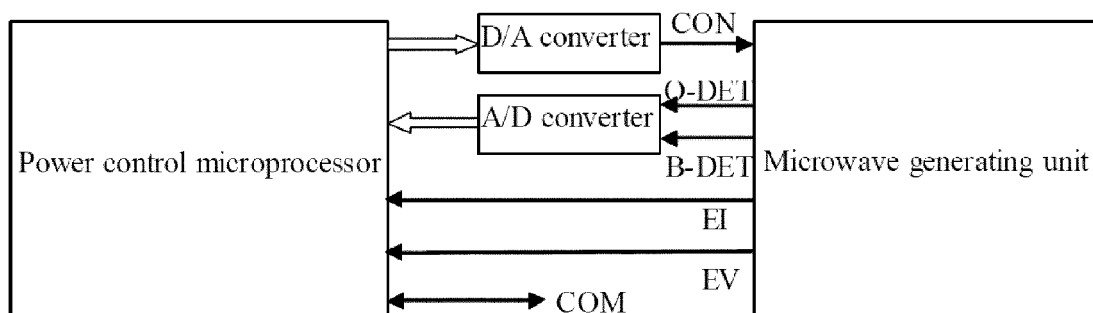 D/A converter
CON
O-DET
A/D converter
B-DET
Power control microprocessor
Microwave generating unit
EI
EV
COM